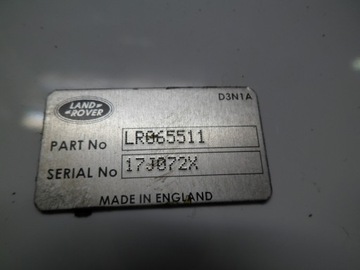 D3N1A
LAND
ROVER
PART No LR065511
SERIAL No 17J072X
MADE IN ENGLAND